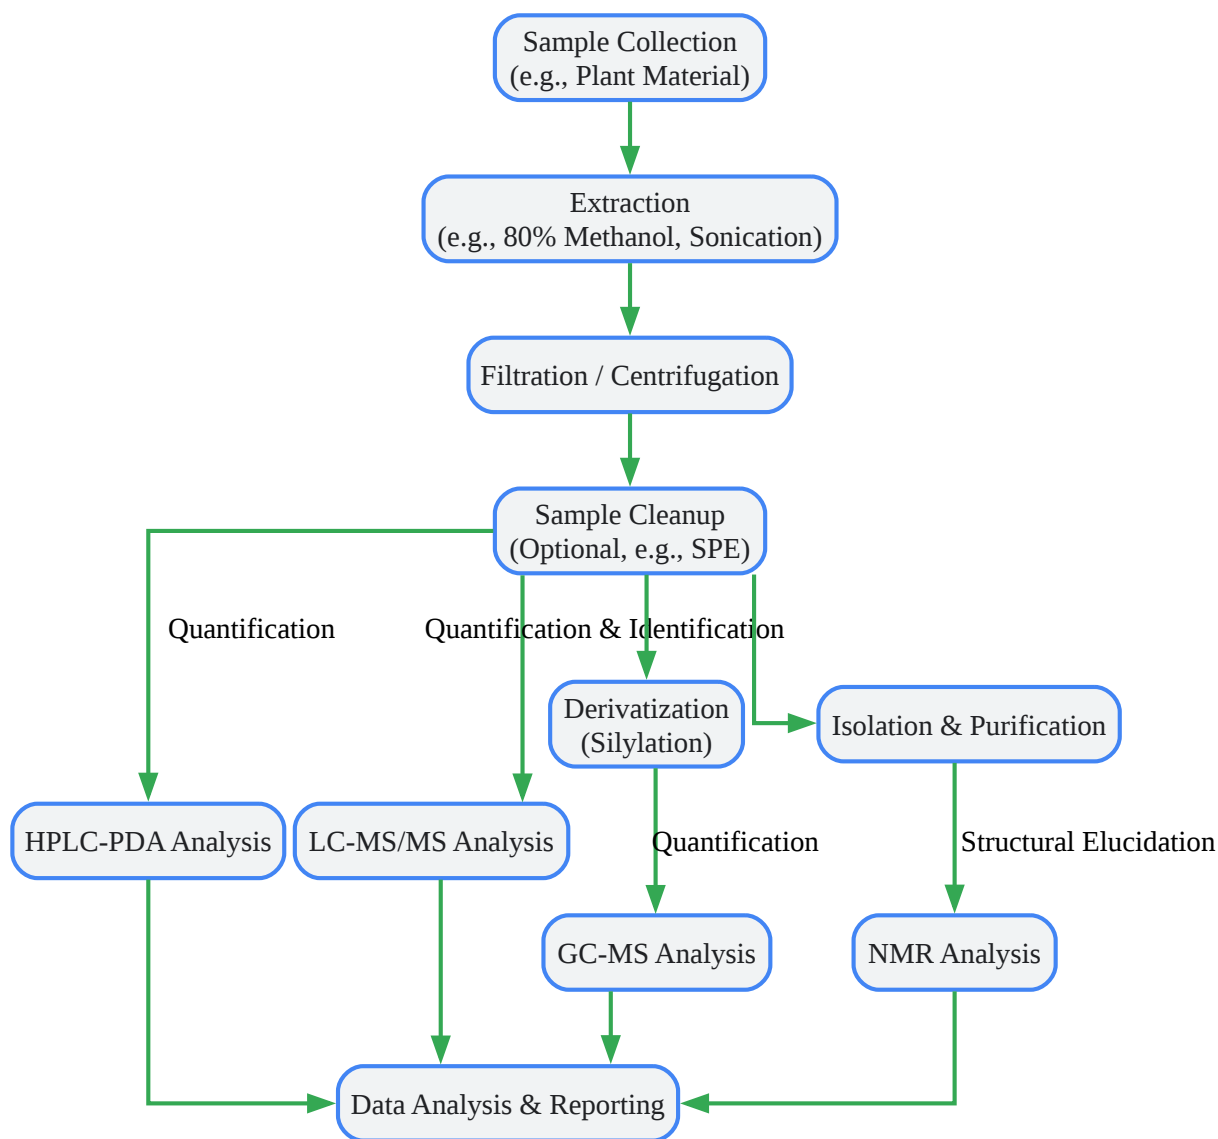 Sample Collection
(e.g., Plant Material)
Extraction
(e.g., 80% Methanol, Sonication)
Filtration / Centrifugation
Sample Cleanup
(Optional, e.g., SPE)
Quantification
Quantification & Identification
Derivatization
(Silylation)
Isolation & Purification
HPLC-PDA Analysis
LC-MS/MS Analysis
Quantification
Structural Elucidation
GC-MS Analysis
NMR Analysis
Data Analysis & Reporting